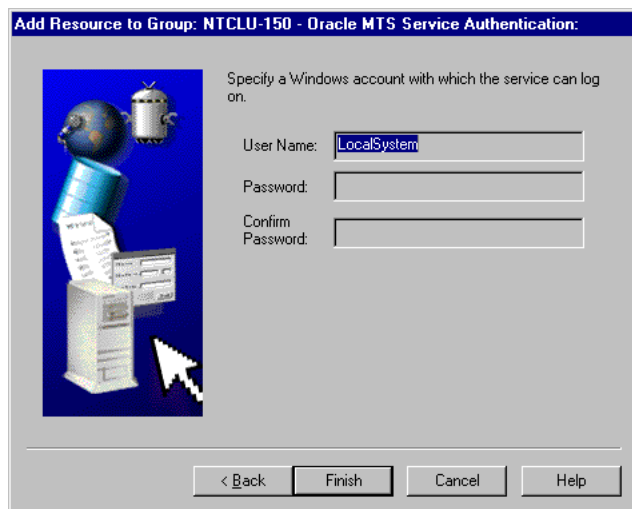 Add Resource to Group: NTCLU-150 - Oracle MTS Service Authentication:
Specify a Windows account with which the service can log
on.
User Name:
LocalSystem
Password:
Confirm
Password:
< Back
Finish
Cancel
Help